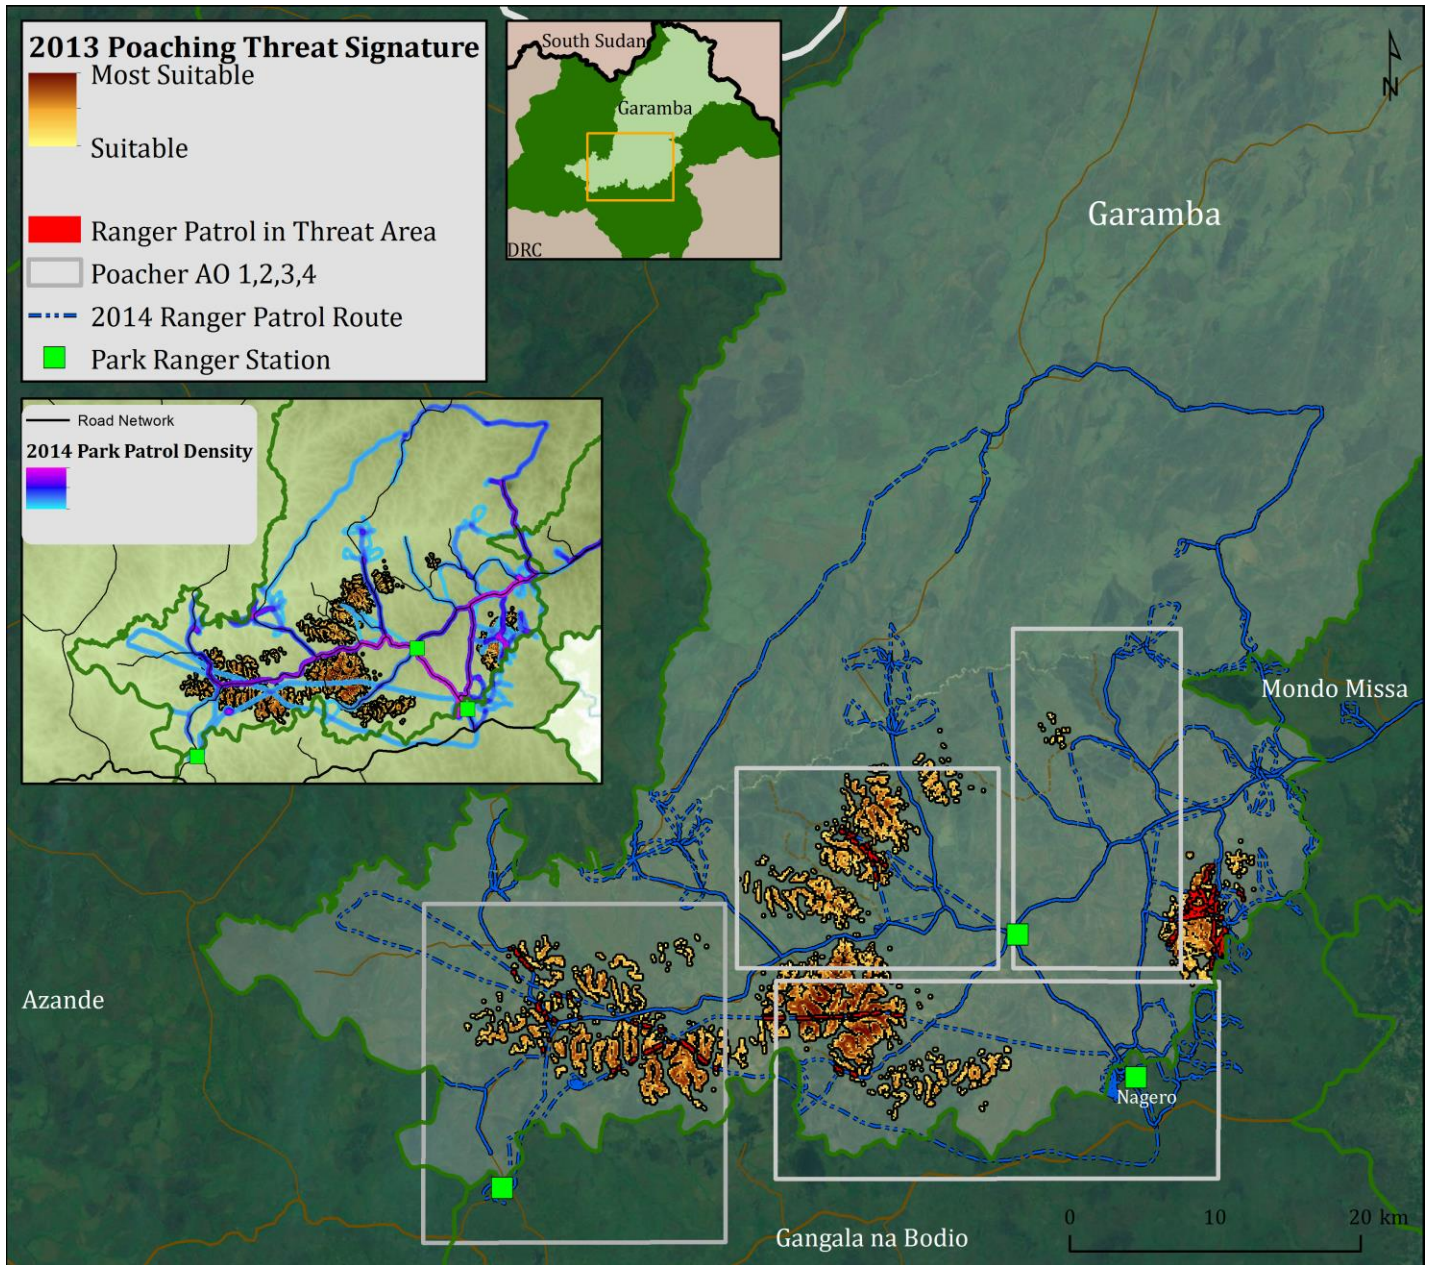 2013 Poaching Threat Signature
Most Suitable
Suitable
Ranger Patrol in Threat Area
Poacher AO 1,2,3,4
2014 Ranger Patrol Route
Park Ranger Station
South Sudan
Garamba
DRC
N
Garamba
Road Network
2014 Park Patrol Density
Mondo Missa
Azande
Nagero
Gangala na Bodio
0 10 20 km